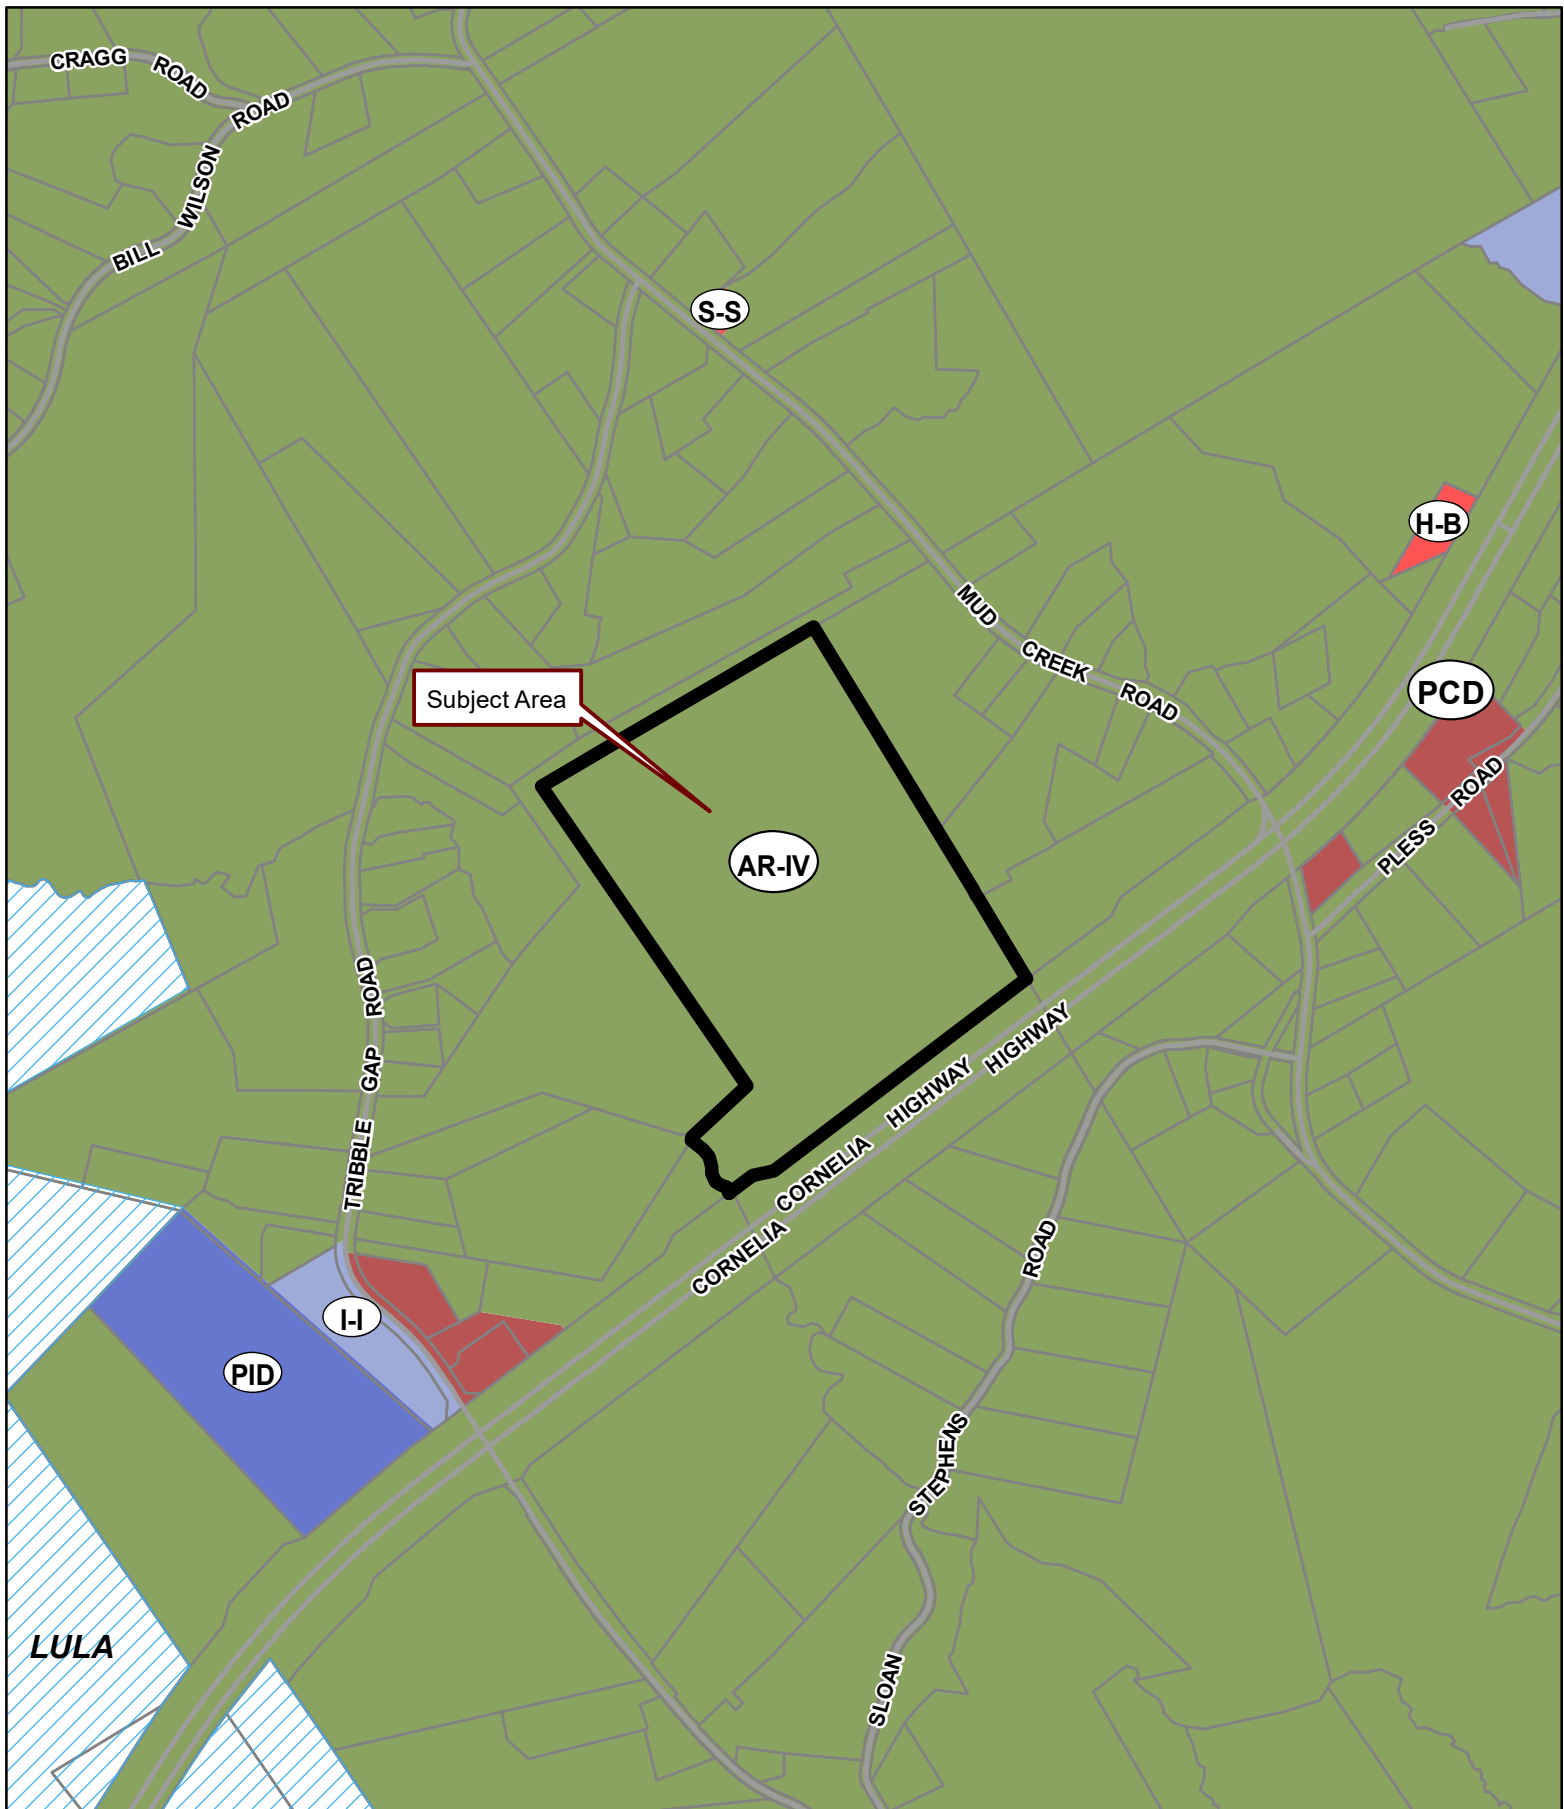 CRAGG ROAD
BILL WILSON ROAD
S-S
H-B
MUD CREEK ROAD
Subject Area
PCD
PLESS ROAD
AR-IV
TRIBBLE GAP ROAD
CORNELIA HIGHWAY
CORNELIA HIGHWAY
I-I
PID
SLOAN STEPHENS ROAD
LULA